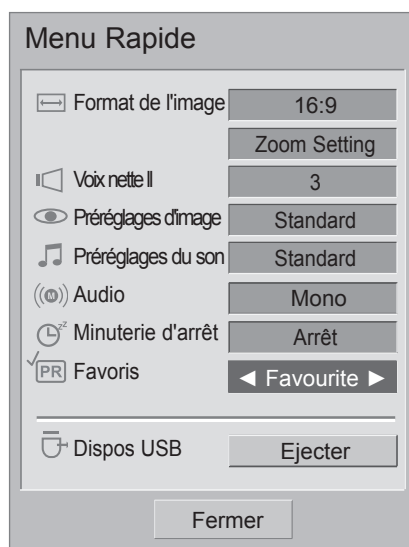 Menu Rapide
Format de l'image 16:9
Zoom Setting
Voix nette II 3
Préréglages d'image Standard
Préréglages du son Standard
((M)) Audio Mono
zz Minuterie d'arrêt Arrêt
✓PR Favoris ◄ Favourite ►
Dispos USB Ejecter
Fermer